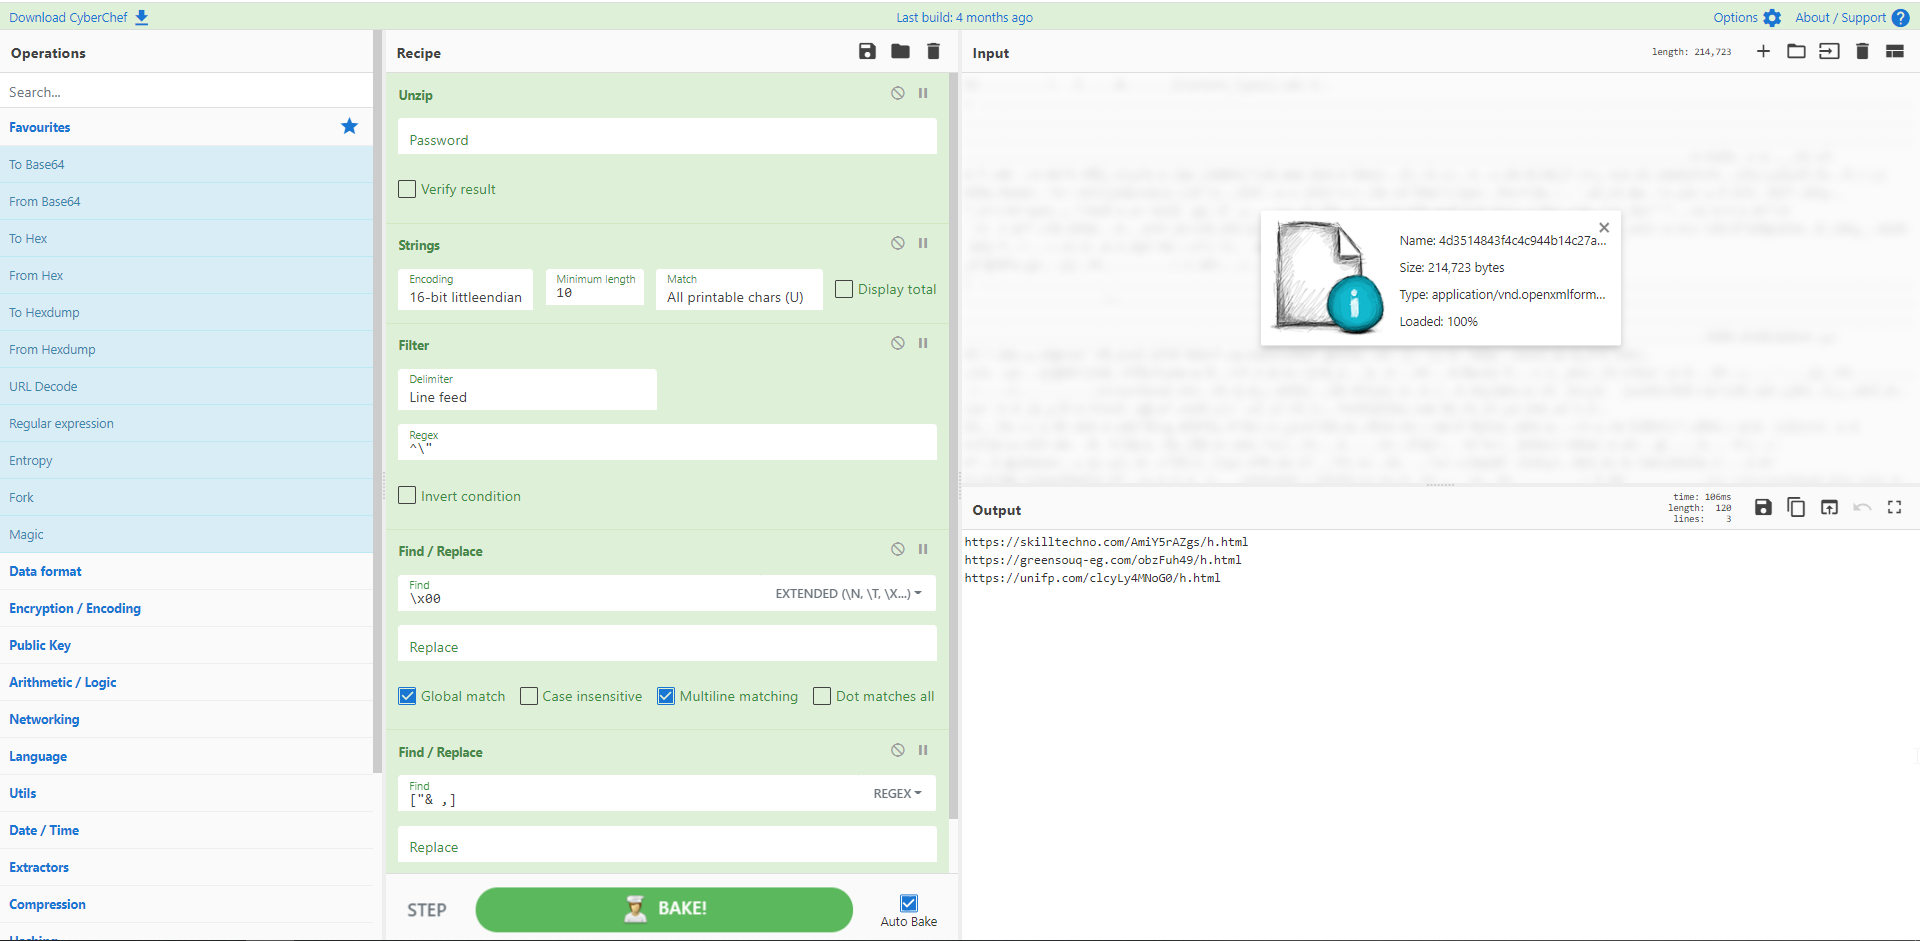 Download CyberChef
Last build: 4 months ago
Options
About / Support
Operations
Search...
Favourites
To Base64
From Base64
To Hex
From Hex
To Hexdump
From Hexdump
URL Decode
Regular expression
Entropy
Fork
Magic
Data format
Encryption / Encoding
Public Key
Arithmetic / Logic
Networking
Language
Utils
Date / Time
Extractors
Compression
Hashing
Recipe
Unzip
Password
Verify result
Strings
Encoding
16-bit littleendian
Minimum length
10
Match
All printable chars (U)
Display total
Filter
Delimiter
Line feed
Regex
^\"
Invert condition
Find / Replace
Find
\x00
EXTENDED (\N, \T, \X...)
Replace
Global match
Case insensitive
Multiline matching
Dot matches all
Find / Replace
Find
["& ,]
REGEX
Replace
STEP
BAKE!
Auto Bake
Input
length: 214,723
Name: 4d3514843f4c4c944b14c27a...
Size: 214,723 bytes
Type: application/vnd.openxmlform...
Loaded: 100%
Output
time: 106ms
length: 120
lines: 3
https://skilltechno.com/AmiY5rAZgs/h.html
https://greensouq-eg.com/obzFuh49/h.html
https://unifp.com/clcyLy4MNoG0/h.html